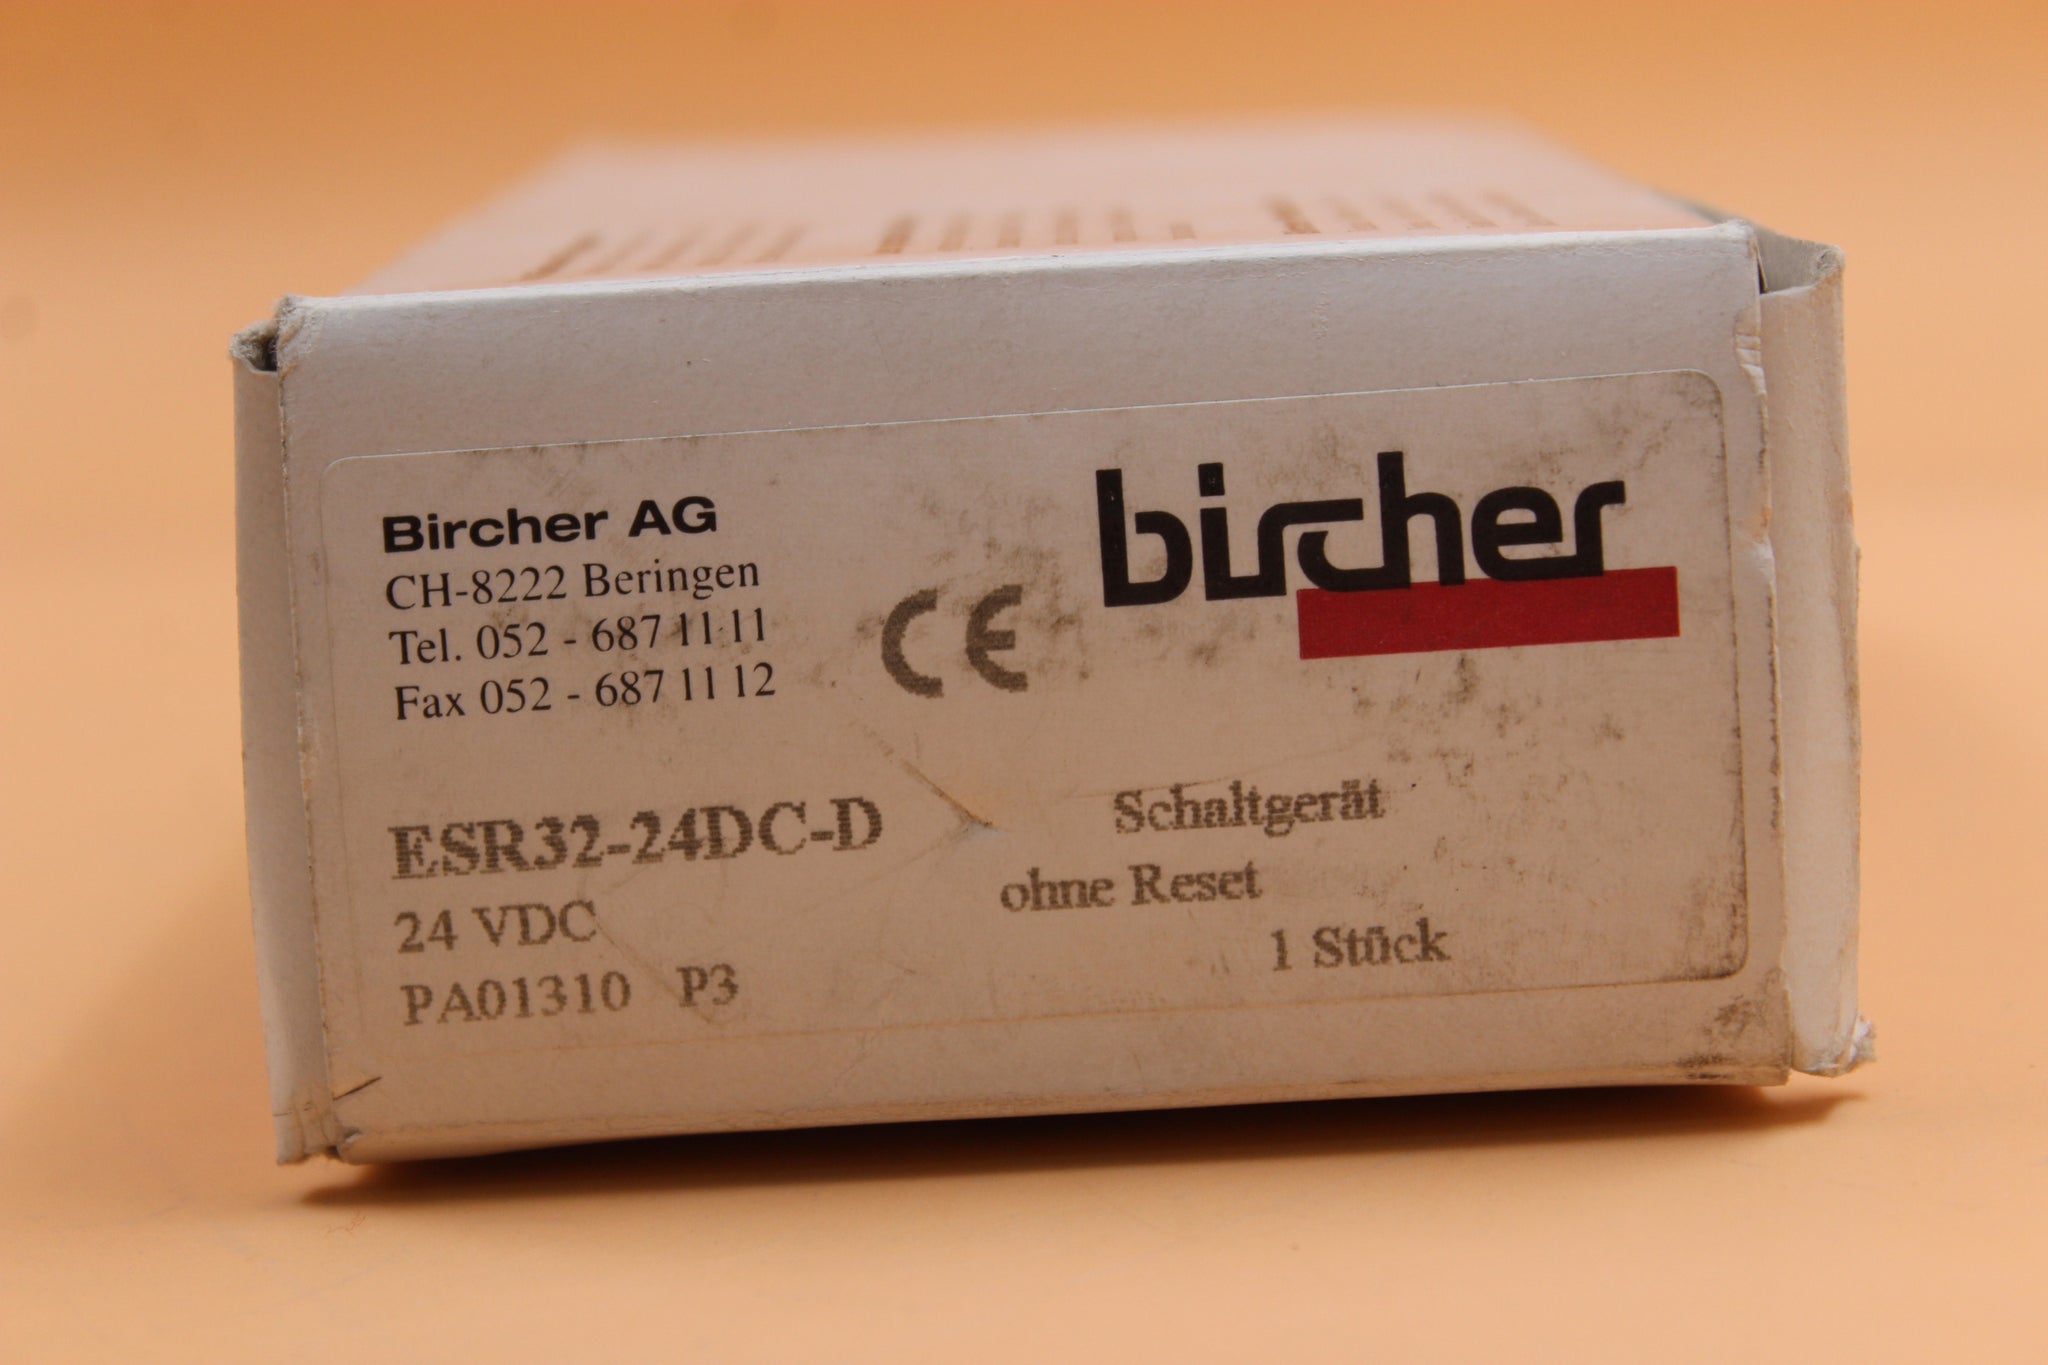 Bircher AG
CH-8222 Beringen
Tel. 052 - 687 11 11
Fax 052 - 687 11 12
CE
bircher
ESR32-24DC-D
Schaltgerät
24 VDC
ohne Reset
PA01310 P3
1 Stück